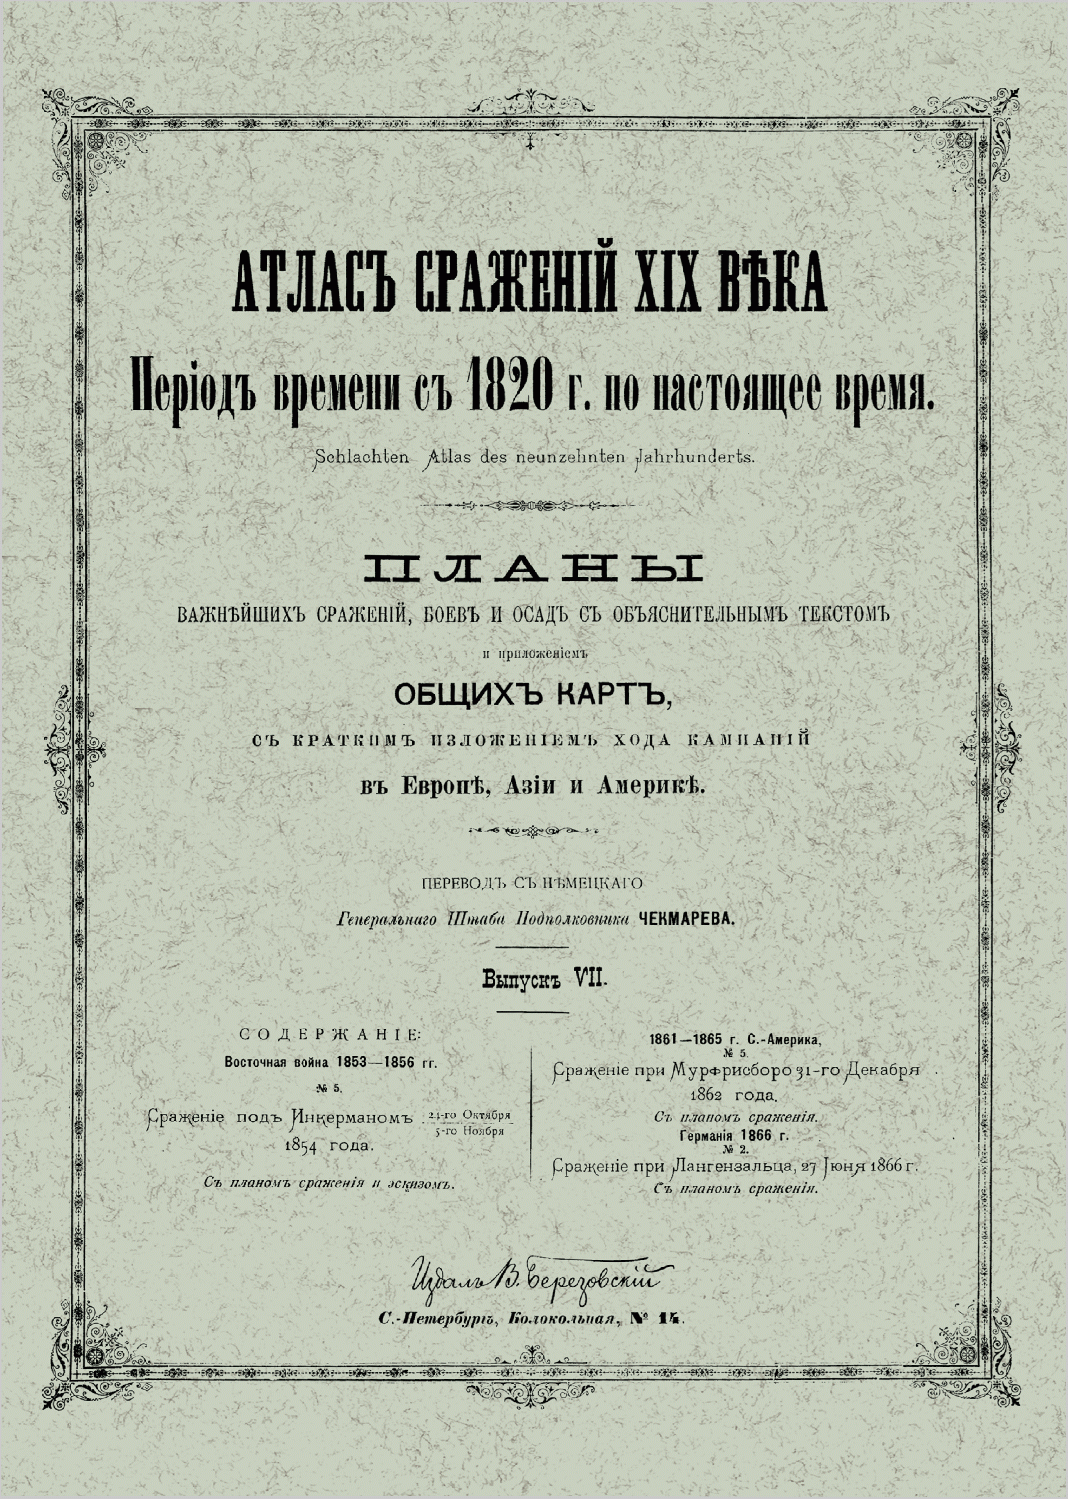 АТЛАСЪ СРАЖЕНІЙ XIX ВѢКА
Періодъ времени съ 1820 г. по настоящее время.
Schlachten Atlas des neunzehnten Jahrhunderts.
ПЛАНЫ
ВАЖНѢЙШИХЪ СРАЖЕНІЙ, БОЕВЪ И ОСАДЪ СЪ ОБЪЯСНИТЕЛЬНЫМЪ ТЕКСТОМЪ
и приложеніемъ
ОБЩИХЪ КАРТЪ,
СЪ КРАТКИМЪ ИЗЛОЖЕНІЕМЪ ХОДА КАМПАНІЙ
въ Европѣ, Азіи и Америкѣ.
ПЕРЕВОДЪ СЪ НѢМЕЦКАГО
Генеральнаго Штаба Подполковника ЧЕКМАРЕВА.
Выпускъ VII.
СОДЕРЖАНІЕ:
Восточная война 1853—1856 гг.
№ 5.
Сраженіе подъ Инкерманомъ 24-го Октября
5-го Ноября
1854 года.
Съ планомъ сраженія и эскизомъ.
1861—1865 г. С.-Америка,
№ 5.
Сраженіе при Мурфрисборо 31-го Декабря
1862 года.
Съ планомъ сраженія.
Германія 1866 г.
№ 2.
Сраженіе при Лангензальца, 27 Іюня 1866 г.
Съ планомъ сраженія.
Издалъ В. Березовскій
С.-Петербургъ, Колокольная, № 14.